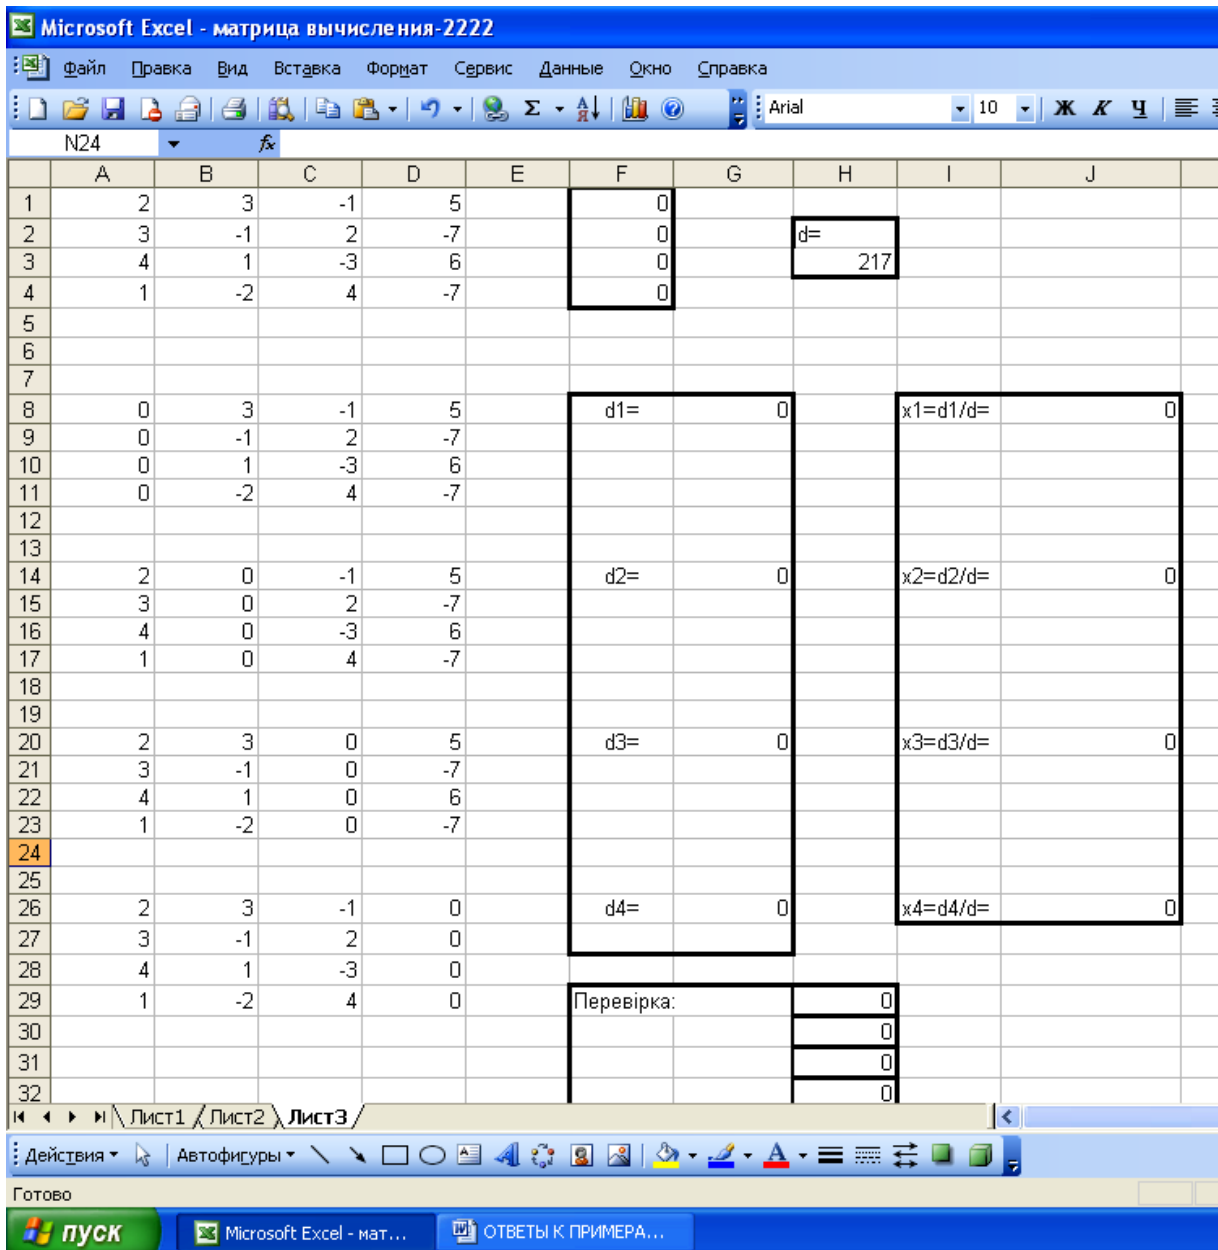 Microsoft Excel - матрица вычисления-2222
Файл Правка Вид Вставка Формат Сервис Данные Окно Справка
Arial 10 Ж К Ч
N24 fx
A B C D E F G H I J
1 2 3 -1 5 0
2 3 -1 2 -7 0 d=
3 4 1 -3 6 0 217
4 1 -2 4 -7 0
5
6
7
8 0 3 -1 5 d1= 0 x1=d1/d= 0
9 0 -1 2 -7
10 0 1 -3 6
11 0 -2 4 -7
12
13
14 2 0 -1 5 d2= 0 x2=d2/d= 0
15 3 0 2 -7
16 4 0 -3 6
17 1 0 4 -7
18
19
20 2 3 0 5 d3= 0 x3=d3/d= 0
21 3 -1 0 -7
22 4 1 0 6
23 1 -2 0 -7
24
25
26 2 3 -1 0 d4= 0 x4=d4/d= 0
27 3 -1 2 0
28 4 1 -3 0
29 1 -2 4 0 Перевірка: 0
30 0
31 0
32 0
Лист1 Лист2 Лист3
Действия Автофигуры
Готово
пуск Microsoft Excel - мат... ОТВЕТЫ К ПРИМЕРА...